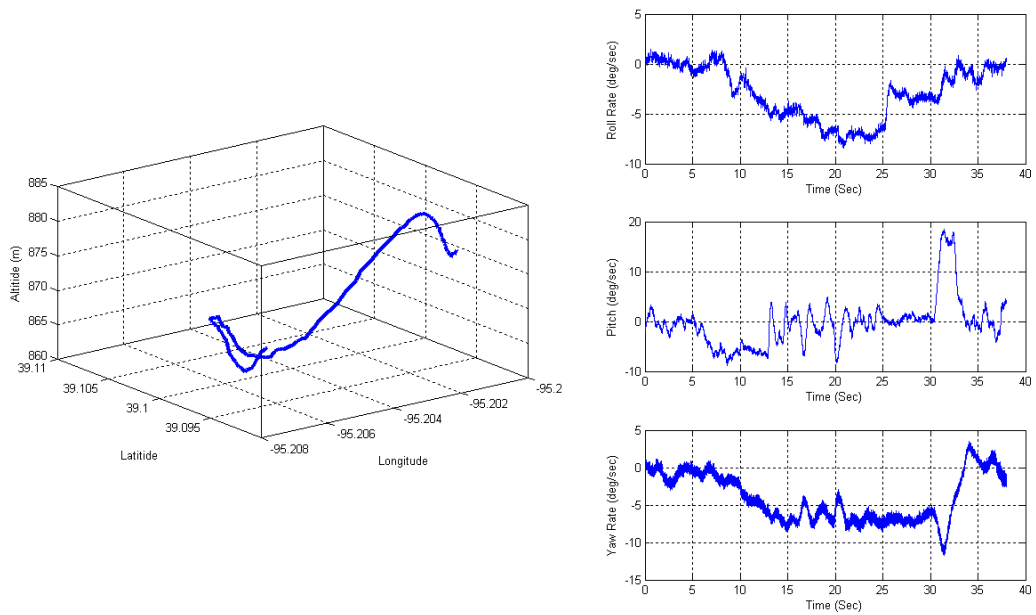 885
880
875
870
865
860
Altitide (m)
39.11
39.105
39.1
39.095
Latitide
-95.208
-95.206
-95.204
-95.202
-95.2
Longitude
5
0
-5
-10
Roll Rate (deg/sec)
0 5 10 15 20 25 30 35 40
Time (Sec)
20
10
0
-10
Pitch (deg/sec)
0 5 10 15 20 25 30 35 40
Time (Sec)
5
0
-5
-10
-15
Yaw Rate (deg/sec)
0 5 10 15 20 25 30 35 40
Time (Sec)